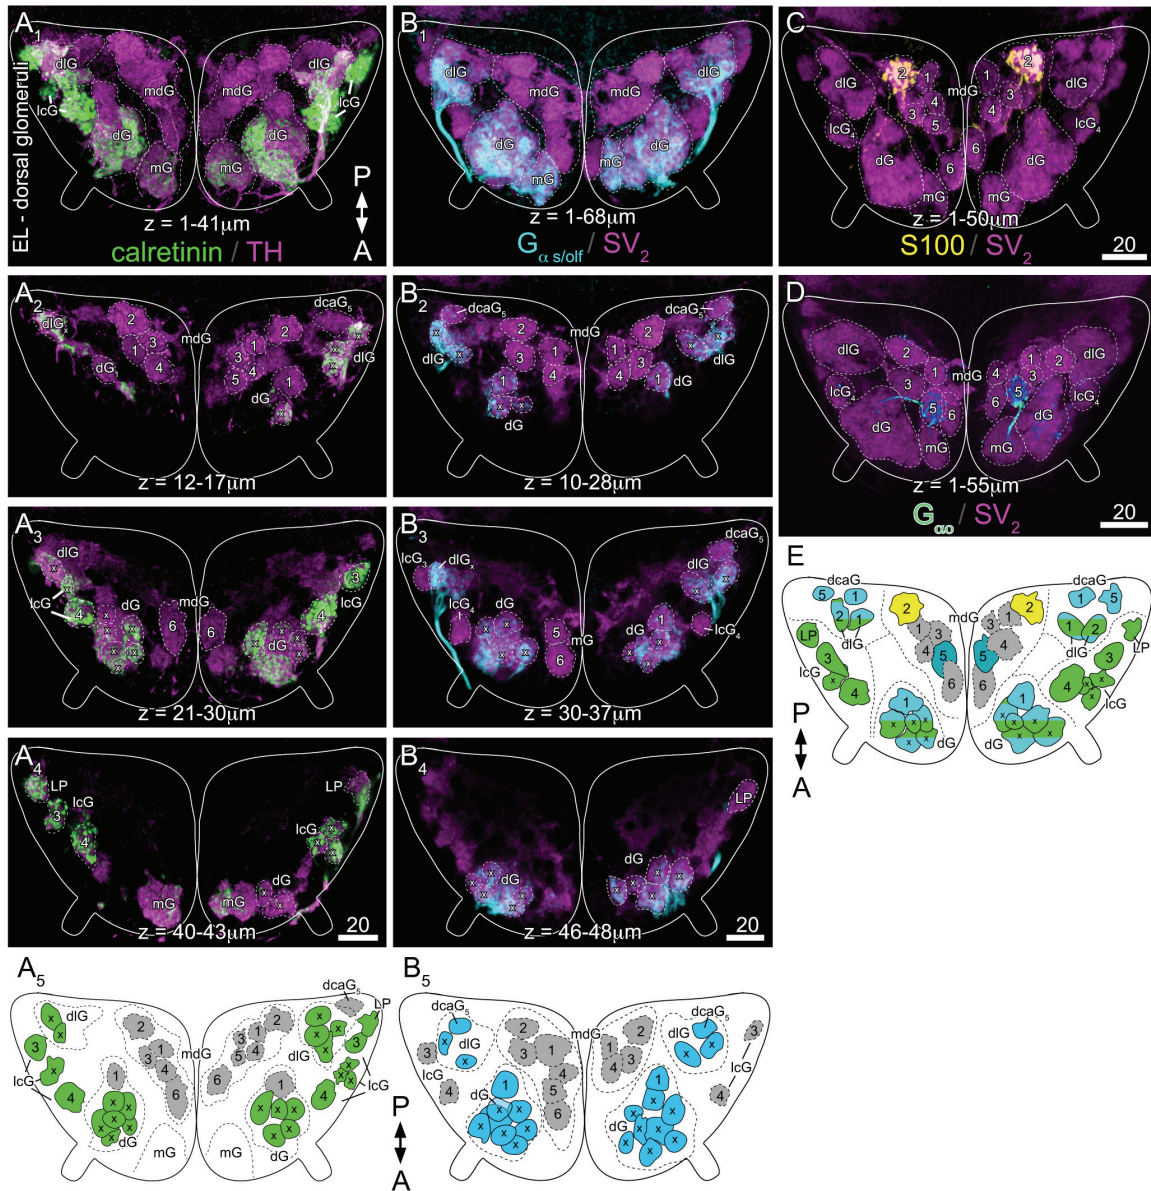 A1
EL - dorsal glomeruli
dlG
mdG
dlG
lcG
lcG
dG
dG
mG
mG
P
A
z = 1-41µm
calretinin / TH
B1
dlG
mdG
dlG
dG
dG
mG
mG
z = 1-68µm
Gα s/olf / SV2
C
dlG
2
1
mdG
1
2
3
dlG
4
3
4
5
lcG4
lcG4
6
6
dG
dG
mG
mG
z = 1-50µm
S100 / SV2
20
A2
dlG
x
2
1
3
4
dG
mdG
dcaG5
2
1
3
4
5
1
dG
x
x
x
dlG
z = 12-17µm
B2
dcaG5
x
x
dlG
2
3
1
4
1
x
x
dG
mdG
dcaG5
2
1
3
4
1
dG
x
x
dlG
z = 10-28µm
D
dlG
2
1
3
mdG
4
1
2
3
dlG
lcG4
5
6
6
5
lcG4
dG
dG
mG
mG
z = 1-55µm
Gαo / SV2
20
A3
dlG
x
x
lcG
4
dG
x
x
x
x
x
x
mdG
6
6
dG
x
x
x
x
3
lcG
4
z = 21-30µm
B3
lcG3
dlGx
lcG4
dG
x
x
x
x
5
6
mG
dlG
dcaG5
x
x
1
dG
x
x
x
lcG4
z = 30-37µm
E
dcaG
5
1
2
1
dlG
LP
3
lcG
4
2
1
3
4
5
6
mdG
2
3
1
4
5
6
dcaG
1
5
1
2
dlG
LP
3
4
x
x
x
lcG
1
x
x
x
x
x
x
dG
1
x
x
x
x
x
x
dG
P
A
A4
LP
3
lcG
4
mG
mG
LP
lcG
x
x
x
dG
x
x
x
z = 40-43µm
20
B4
LP
dG
x
x
x
x
x
dG
x
x
x
x
x
z = 46-48µm
20
A5
dlG
x
x
x
3
lcG
x
4
2
1
3
4
6
mdG
1
x
x
x
x
x
x
dG
mG
2
1
3
4
5
6
dcaG5
LP
x
x
x
x
x
dlG
3
x
x
x
4
lcG
1
x
x
x
x
x
dG
mG
P
A
B5
dcaG5
x
dlG
x
3
lcG
4
2
3
1
4
5
6
mdG
1
dG
x
x
x
x
x
x
x
x
2
1
3
4
dcaG5
x
x
x
dlG
3
lcG
4
1
x
x
x
x
x
x
x
x
dG